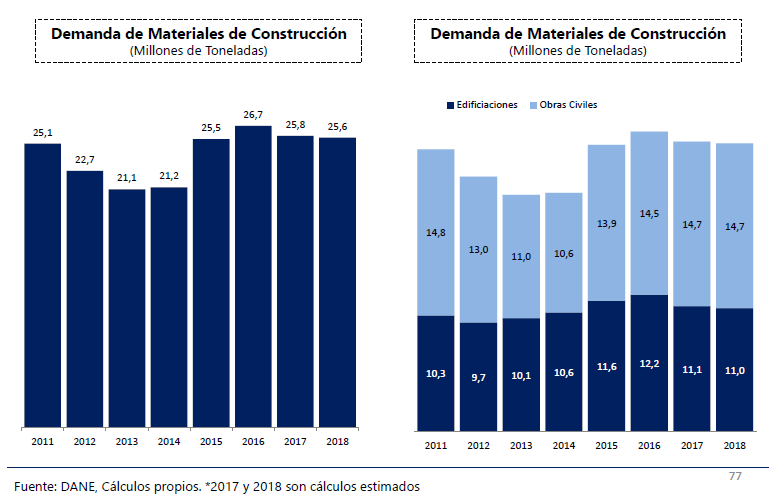 Demanda de Materiales de Construcción
(Millones de Toneladas)
25,1
22,7
21,1
21,2
25,5
26,7
25,8
25,6
2011 2012 2013 2014 2015 2016 2017 2018
Demanda de Materiales de Construcción
(Millones de Toneladas)
Edificiaciones Obras Civiles
14,8 13,0 11,0 10,6 13,9 14,5 14,7 14,7
10,3 9,7 10,1 10,6 11,6 12,2 11,1 11,0
2011 2012 2013 2014 2015 2016 2017 2018
77
Fuente: DANE, Cálculos propios. *2017 y 2018 son cálculos estimados